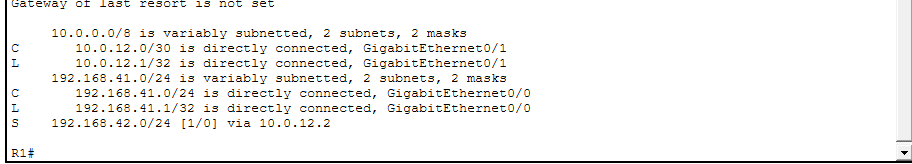 Gateway of last resort is not set
10.0.0.0/8 is variably subnetted, 2 subnets, 2 masks
C 10.0.12.0/30 is directly connected, GigabitEthernet0/1
L 10.0.12.1/32 is directly connected, GigabitEthernet0/1
192.168.41.0/24 is variably subnetted, 2 subnets, 2 masks
C 192.168.41.0/24 is directly connected, GigabitEthernet0/0
L 192.168.41.1/32 is directly connected, GigabitEthernet0/0
S 192.168.42.0/24 [1/0] via 10.0.12.2
R1#